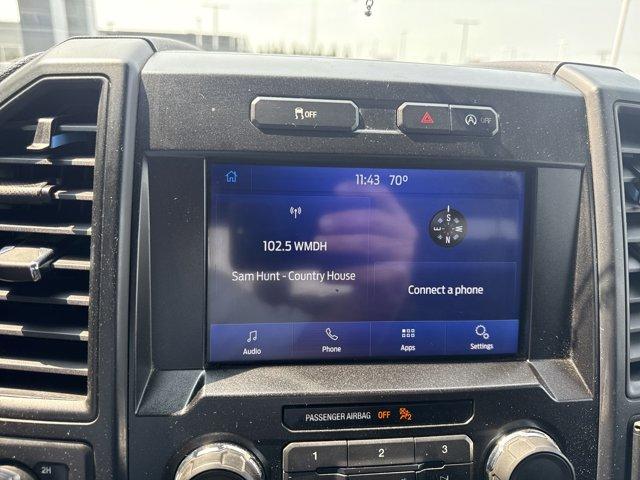 OFF
A OFF
11:43 70°
102.5 WMDH
Sam Hunt - Country House
S
E W
N
Connect a phone
Audio Phone Apps Settings
PASSENGER AIRBAG OFF 2
1 2 3
2H